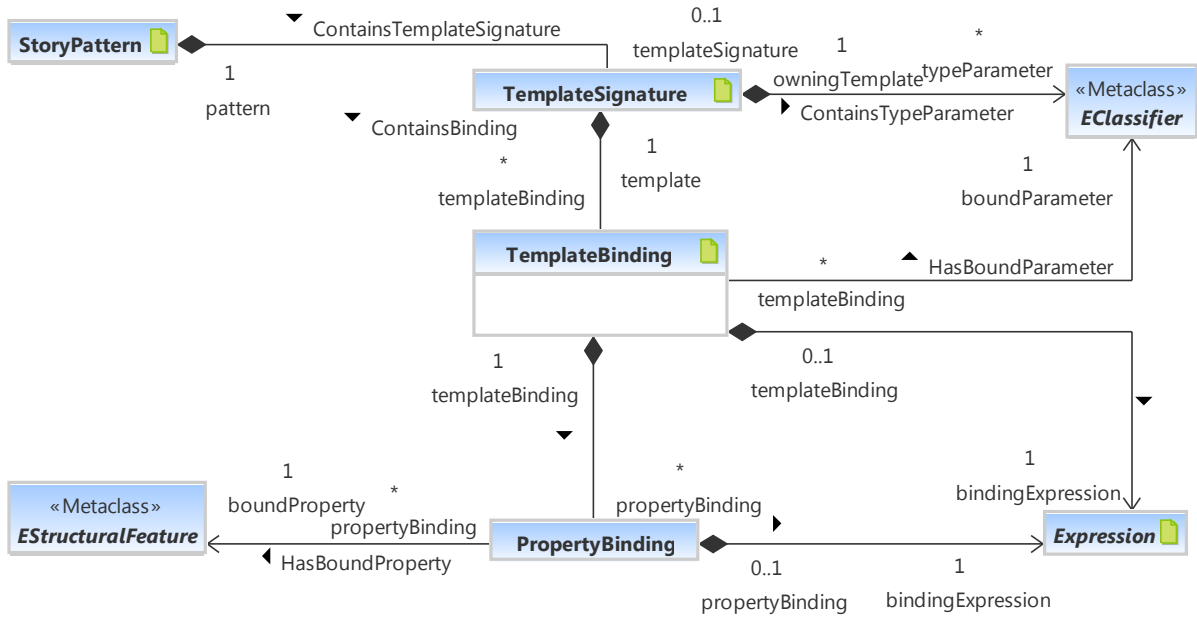 0..1
ContainsTemplateSignature
StoryPattern
templateSignature
1
*
1
pattern
owningTemplate
typeParameter
TemplateSignature
«Metaclass»
EClassifier
ContainsTypeParameter
ContainsBinding
1
template
*
templateBinding
1
boundParameter
TemplateBinding
*
templateBinding
HasBoundParameter
1
templateBinding
0..1
templateBinding
1
bindingExpression
*
propertyBinding
1
boundProperty
*
propertyBinding
«Metaclass»
EStructuralFeature
HasBoundProperty
PropertyBinding
Expression
0..1
propertyBinding
1
bindingExpression